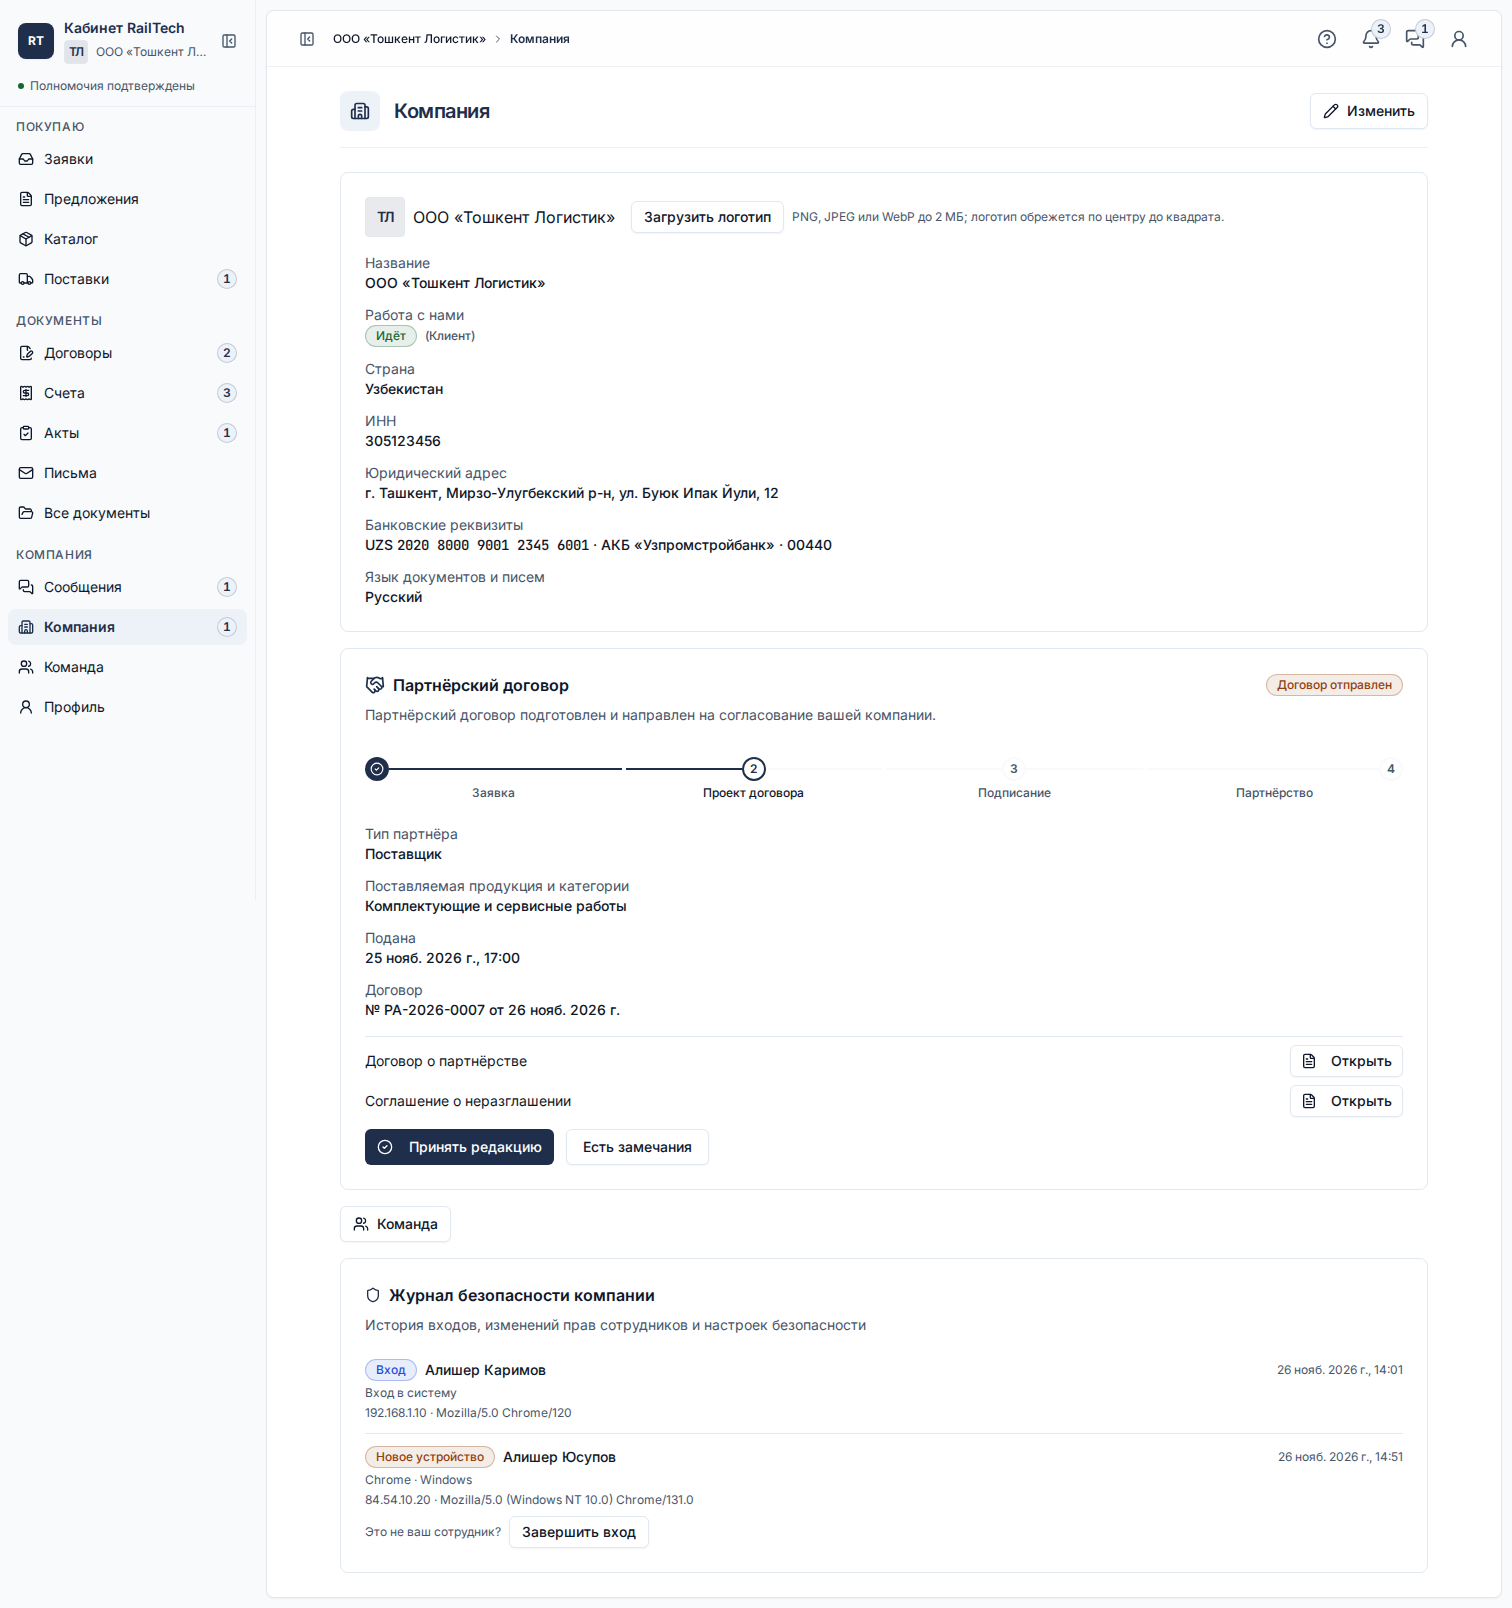 RT
Кабинет RailTech
ТЛ ООО «Тошкент Л...
Полномочия подтверждены
ПОКУПАЮ
Заявки
Предложения
Каталог
Поставки 1
ДОКУМЕНТЫ
Договоры 2
Счета 3
Акты 1
Письма
Все документы
КОМПАНИЯ
Сообщения 1
Компания 1
Команда
Профиль
ООО «Тошкент Логистик» > Компания
3
1
Компания
Изменить
ТЛ ООО «Тошкент Логистик» Загрузить логотип PNG, JPEG или WebP до 2 МБ; логотип обрежется по центру до квадрата.
Название
ООО «Тошкент Логистик»
Работа с нами
Идёт (Клиент)
Страна
Узбекистан
ИНН
305123456
Юридический адрес
г. Ташкент, Мирзо-Улугбекский р-н, ул. Буюк Ипак Йули, 12
Банковские реквизиты
UZS 2020 8000 9001 2345 6001 · АКБ «Узпромстройбанк» · 00440
Язык документов и писем
Русский
Партнёрский договор
Договор отправлен
Партнёрский договор подготовлен и направлен на согласование вашей компании.
2 3 4
Заявка Проект договора Подписание Партнёрство
Тип партнёра
Поставщик
Поставляемая продукция и категории
Комплектующие и сервисные работы
Подана
25 нояб. 2026 г., 17:00
Договор
№ PA-2026-0007 от 26 нояб. 2026 г.
Договор о партнёрстве Открыть
Соглашение о неразглашении Открыть
Принять редакцию Есть замечания
Команда
Журнал безопасности компании
История входов, изменений прав сотрудников и настроек безопасности
Вход Алишер Каримов 26 нояб. 2026 г., 14:01
Вход в систему
192.168.1.10 · Mozilla/5.0 Chrome/120
Новое устройство Алишер Юсупов 26 нояб. 2026 г., 14:51
Chrome · Windows
84.54.10.20 · Mozilla/5.0 (Windows NT 10.0) Chrome/131.0
Это не ваш сотрудник? Завершить вход